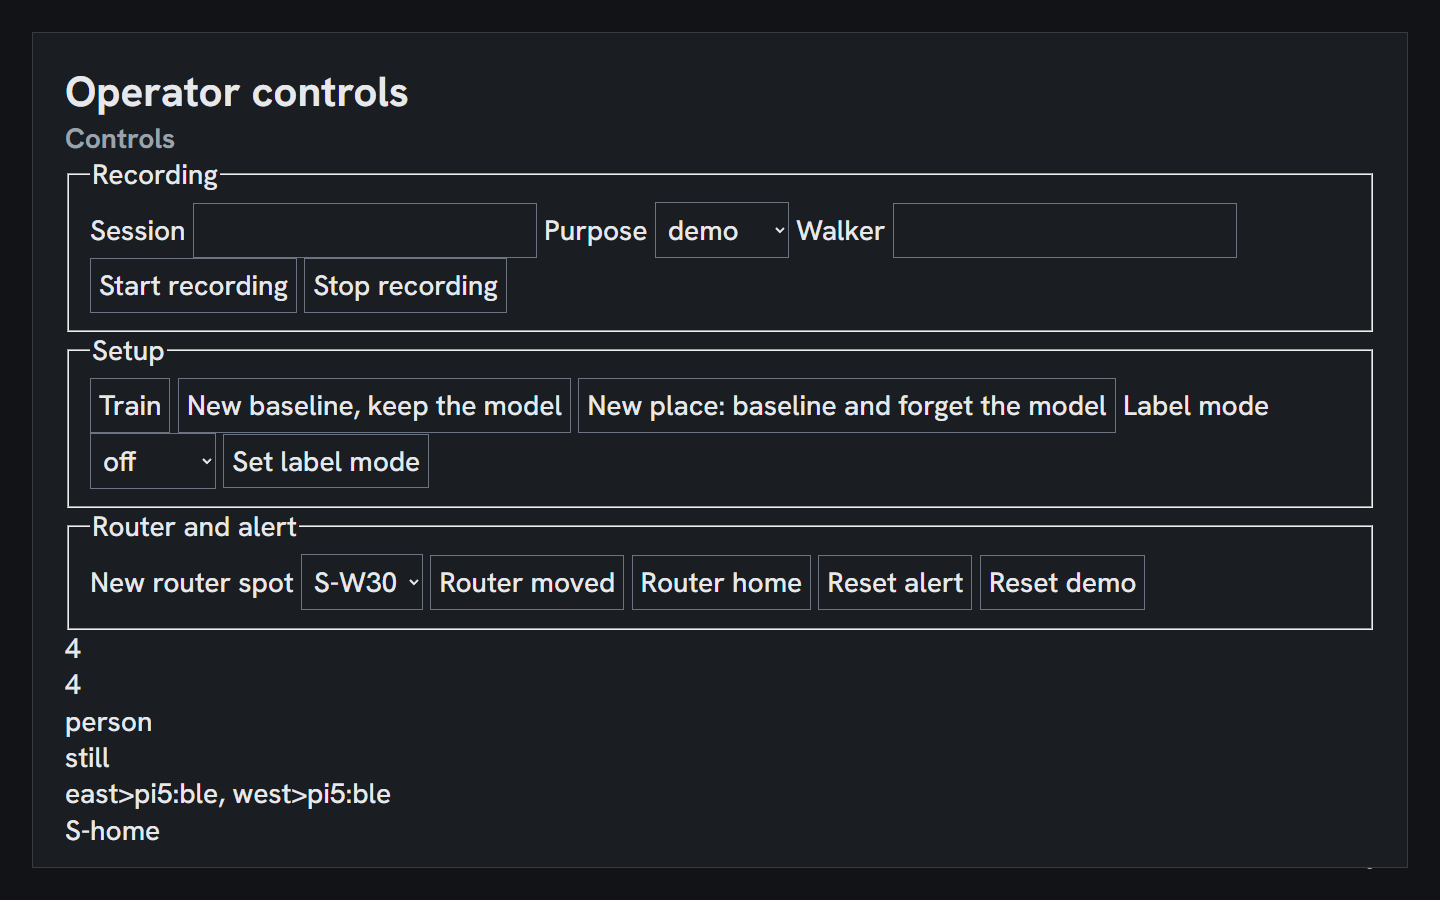 Operator controls
Controls
Recording
Session Purpose demo Walker
Start recording Stop recording
Setup
Train New baseline, keep the model New place: baseline and forget the model Label mode
off Set label mode
Router and alert
New router spot S-W30 Router moved Router home Reset alert Reset demo
4
4
person
still
east>pi5:ble, west>pi5:ble
S-home